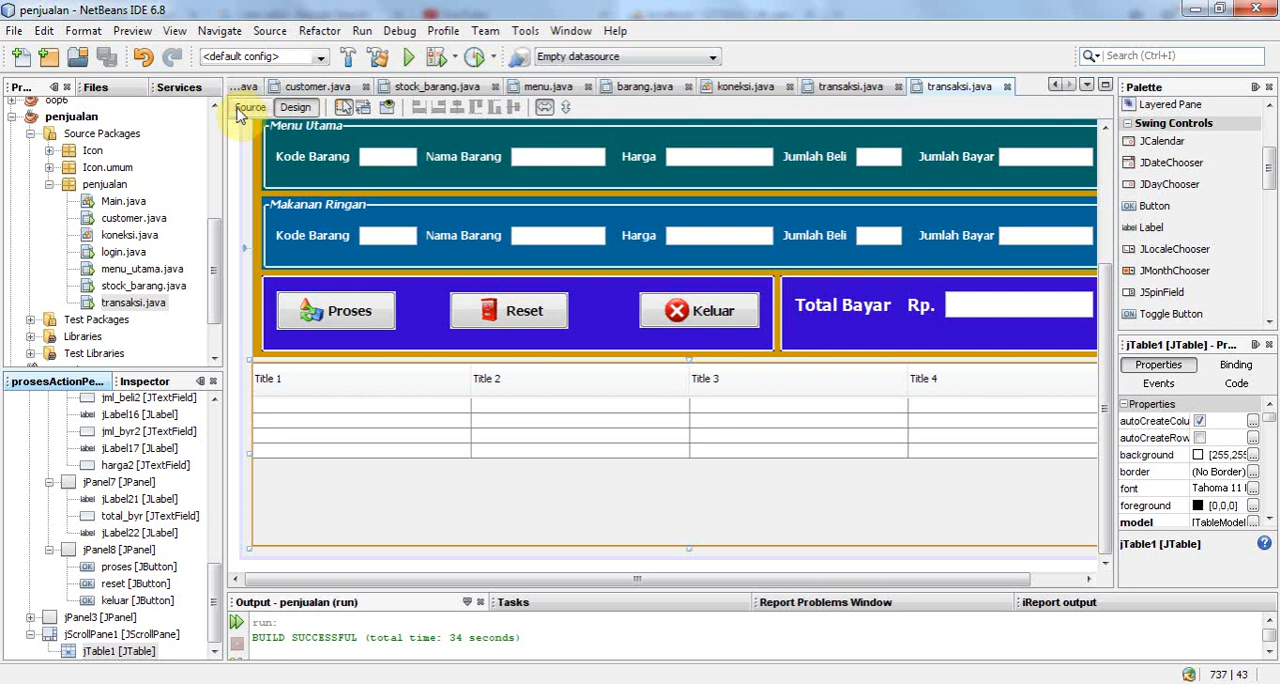 penjualan - NetBeans IDE 6.8
File Edit Format Preview View Navigate Source Refactor Run Debug Profile Team Tools Window Help
<default config> Empty datasource Search (Ctrl+I)
Pr... Files Services
...ava customer.java stock_barang.java menu.java barang.java koneksi.java transaksi.java transaksi.java
Palette
Source Design
oop6
penjualan
Source Packages
Icon
Icon.umum
penjualan
Main.java
customer.java
koneksi.java
login.java
menu_utama.java
stock_barang.java
transaksi.java
Test Packages
Libraries
Test Libraries
Menu Utama
Kode Barang Nama Barang Harga Jumlah Beli Jumlah Bayar
Makanan Ringan
Kode Barang Nama Barang Harga Jumlah Beli Jumlah Bayar
Proses Reset Keluar Total Bayar Rp.
Title 1 Title 2 Title 3 Title 4
Layered Pane
Swing Controls
JCalendar
JDateChooser
JDayChooser
Button
Label
JLocaleChooser
JMonthChooser
JSpinField
Toggle Button
jTable1 [JTable] - Pr...
Properties Binding
Events Code
Properties
autoCreateColu
autoCreateRow
background [255,255
border (No Border)
font Tahoma 11
foreground [0,0,0]
model [TableModel
jTable1 [JTable]
prosesActionPe... Inspector
jml_beli2 [JTextField]
jLabel16 [JLabel]
jml_byr2 [JTextField]
jLabel17 [JLabel]
harga2 [JTextField]
jPanel7 [JPanel]
jLabel21 [JLabel]
total_byr [JTextField]
jLabel22 [JLabel]
jPanel8 [JPanel]
proses [JButton]
reset [JButton]
keluar [JButton]
jPanel3 [JPanel]
jScrollPane1 [JScrollPane]
jTable1 [JTable]
Output - penjualan (run) Tasks Report Problems Window iReport output
run:
BUILD SUCCESSFUL (total time: 34 seconds)
737 | 43